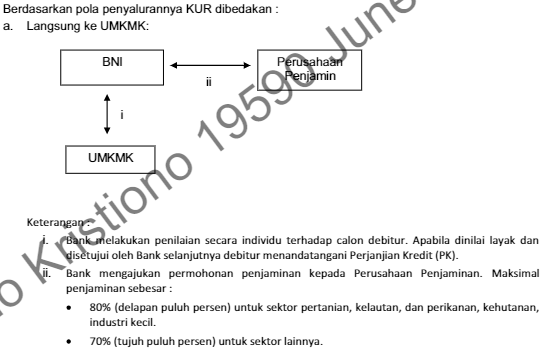 Berdasarkan pola penyalurannya KUR dibedakan :
a. Langsung ke UMKMK:
BNI
Perusahaan
Penjamin
ii
i
UMKMK
Keterangan :
i. Bank melakukan penilaian secara individu terhadap calon debitur. Apabila dinilai layak dan
disetujui oleh Bank selanjutnya debitur menandatangani Perjanjian Kredit (PK).
ii. Bank mengajukan permohonan penjaminan kepada Perusahaan Penjaminan. Maksimal
penjaminan sebesar :
• 80% (delapan puluh persen) untuk sektor pertanian, kelautan, dan perikanan, kehutanan,
industri kecil.
• 70% (tujuh puluh persen) untuk sektor lainnya.
o Kristiono 19590 June